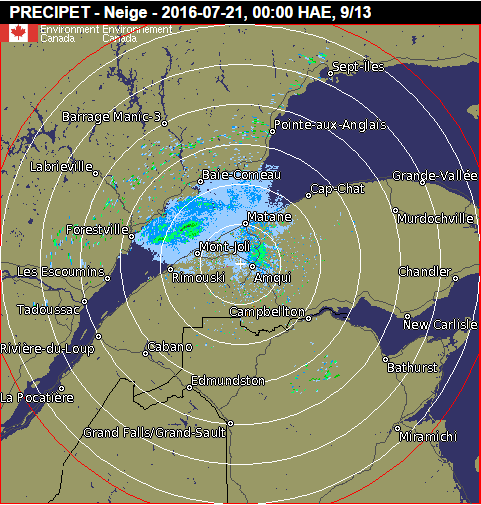 PRECIPET - Neige - 2016-07-21, 00:00 HAE, 9/13
Environment Environnement
Canada Canada
Sept-Îles
Barrage Manic-3
Pointe-aux-Anglais
Labrieville
Baie-Comeau
Grande-Vallée
Cap-Chat
Matane
Murdochville
Forestville
Mont-Joli
Les Escoumins
Rimouski
Amqui
Chandler
Tadoussac
Campbellton
New Carlisle
Rivière-du-Loup
Cabano
Bathurst
Edmundston
La Pocatière
Grand Falls/Grand-Sault
Miramichi